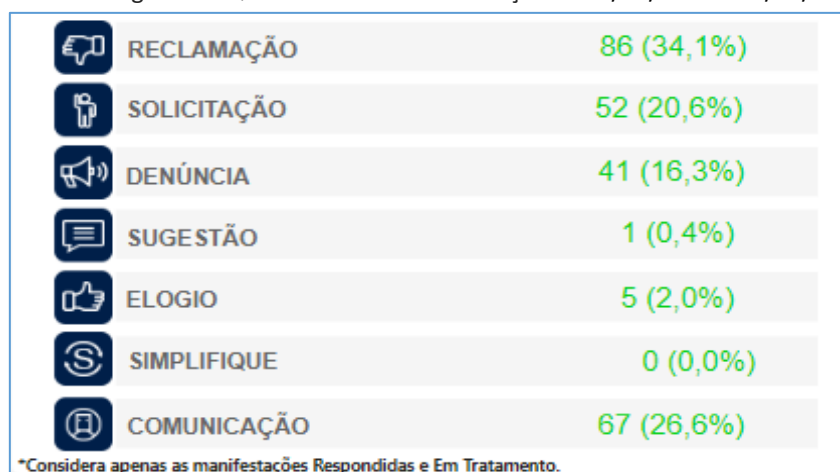 RECLAMAÇÃO 86 (34,1%)
SOLICITAÇÃO 52 (20,6%)
DENÚNCIA 41 (16,3%)
SUGESTÃO 1 (0,4%)
ELOGIO 5 (2,0%)
SIMPLIFIQUE 0 (0,0%)
COMUNICAÇÃO 67 (26,6%)
*Considera apenas as manifestações Respondidas e Em Tratamento.